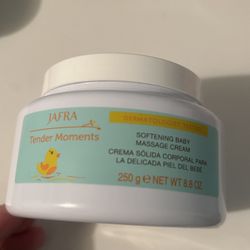 JAFRA
Tender Moments
DERMATOLOGIST TESTED
SOFTENING BABY
MASSAGE CREAM
CREMA SÓLIDA CORPORAL PARA
LA DELICADA PIEL DEL BEBÉ
250 g e NET WT 8.8 OZ.